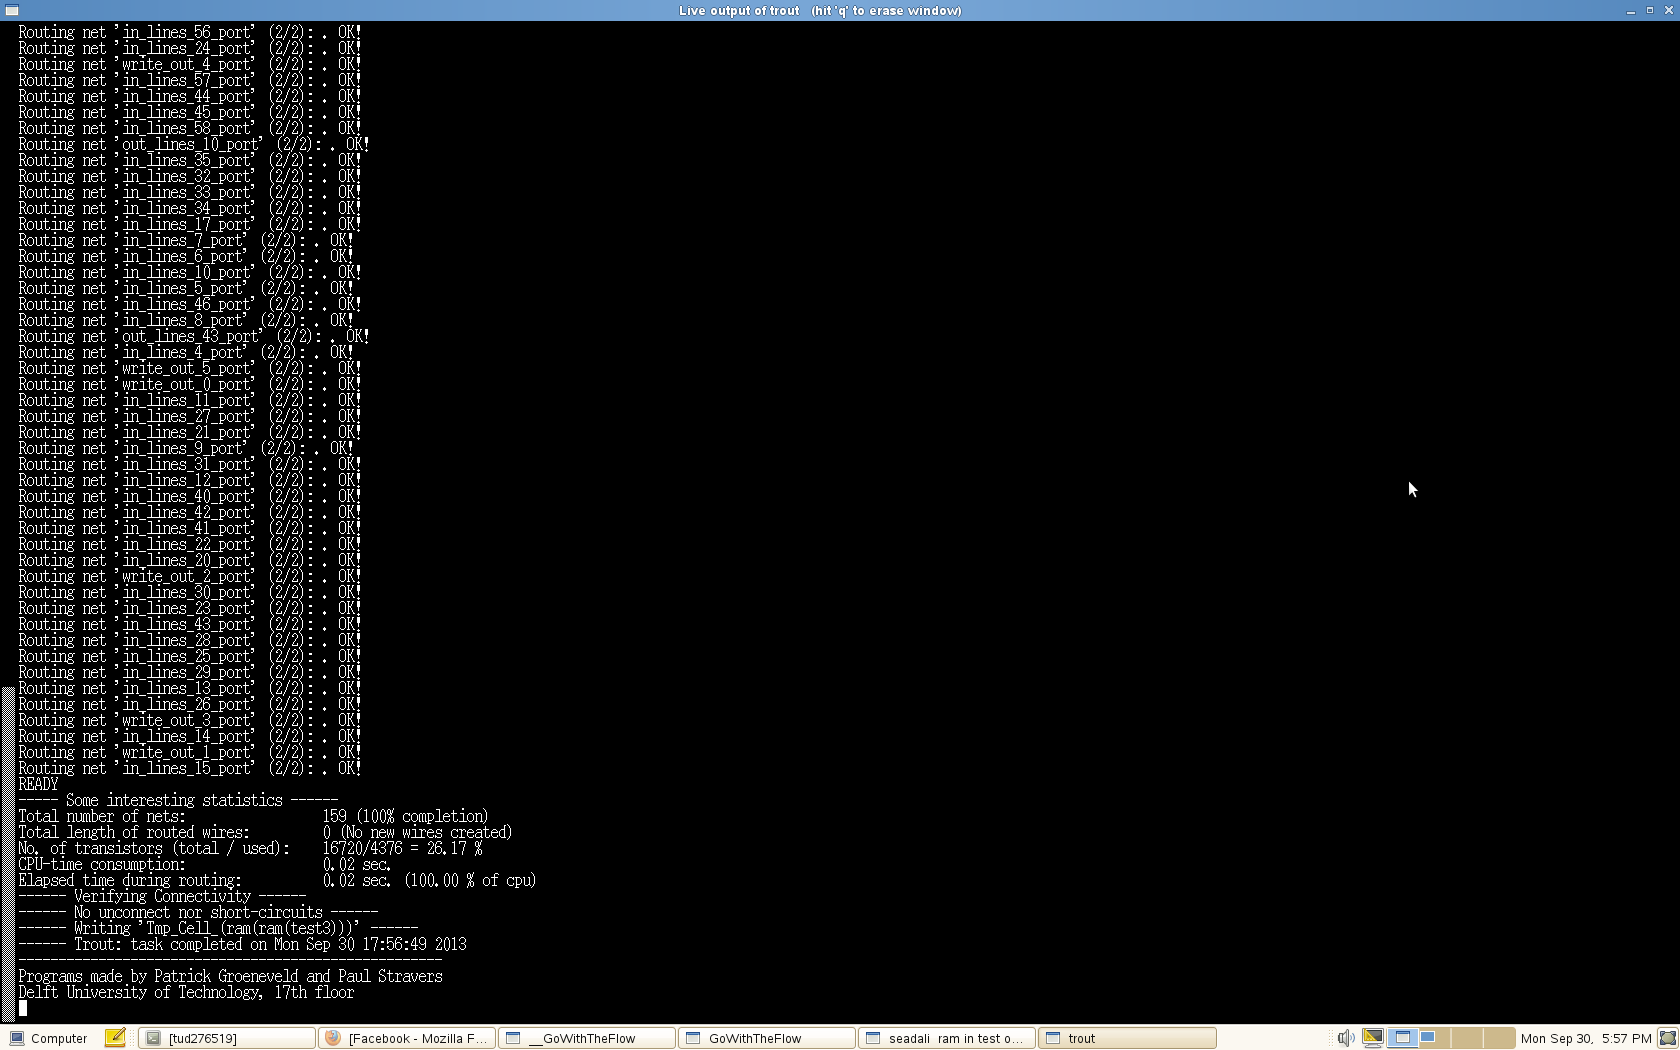 Live output of trout   (hit 'q' to erase window)
Routing net 'in_lines_56_port' (2/2): . OK!
Routing net 'in_lines_24_port' (2/2): . OK!
Routing net 'write_out_4_port' (2/2): . OK!
Routing net 'in_lines_57_port' (2/2): . OK!
Routing net 'in_lines_44_port' (2/2): . OK!
Routing net 'in_lines_45_port' (2/2): . OK!
Routing net 'in_lines_58_port' (2/2): . OK!
Routing net 'out_lines_10_port' (2/2): . OK!
Routing net 'in_lines_35_port' (2/2): . OK!
Routing net 'in_lines_32_port' (2/2): . OK!
Routing net 'in_lines_33_port' (2/2): . OK!
Routing net 'in_lines_34_port' (2/2): . OK!
Routing net 'in_lines_17_port' (2/2): . OK!
Routing net 'in_lines_7_port' (2/2): . OK!
Routing net 'in_lines_6_port' (2/2): . OK!
Routing net 'in_lines_10_port' (2/2): . OK!
Routing net 'in_lines_5_port' (2/2): . OK!
Routing net 'in_lines_46_port' (2/2): . OK!
Routing net 'in_lines_8_port' (2/2): . OK!
Routing net 'out_lines_43_port' (2/2): . OK!
Routing net 'in_lines_4_port' (2/2): . OK!
Routing net 'write_out_5_port' (2/2): . OK!
Routing net 'write_out_0_port' (2/2): . OK!
Routing net 'in_lines_11_port' (2/2): . OK!
Routing net 'in_lines_27_port' (2/2): . OK!
Routing net 'in_lines_21_port' (2/2): . OK!
Routing net 'in_lines_9_port' (2/2): . OK!
Routing net 'in_lines_31_port' (2/2): . OK!
Routing net 'in_lines_12_port' (2/2): . OK!
Routing net 'in_lines_40_port' (2/2): . OK!
Routing net 'in_lines_42_port' (2/2): . OK!
Routing net 'in_lines_41_port' (2/2): . OK!
Routing net 'in_lines_22_port' (2/2): . OK!
Routing net 'in_lines_20_port' (2/2): . OK!
Routing net 'write_out_2_port' (2/2): . OK!
Routing net 'in_lines_30_port' (2/2): . OK!
Routing net 'in_lines_23_port' (2/2): . OK!
Routing net 'in_lines_43_port' (2/2): . OK!
Routing net 'in_lines_28_port' (2/2): . OK!
Routing net 'in_lines_25_port' (2/2): . OK!
Routing net 'in_lines_29_port' (2/2): . OK!
Routing net 'in_lines_13_port' (2/2): . OK!
Routing net 'in_lines_26_port' (2/2): . OK!
Routing net 'write_out_3_port' (2/2): . OK!
Routing net 'in_lines_14_port' (2/2): . OK!
Routing net 'write_out_1_port' (2/2): . OK!
Routing net 'in_lines_15_port' (2/2): . OK!
READY
----- Some interesting statistics ------
Total number of nets: 159 (100% completion)
Total length of routed wires: 0 (No new wires created)
No. of transistors (total / used): 16720/4376 = 26.17 %
CPU-time consumption: 0.02 sec.
Elapsed time during routing: 0.02 sec. (100.00 % of cpu)
------ Verifying Connectivity ------
------ No unconnect nor short-circuits ------
------ Writing 'Tmp_Cell_(ram(ram(test3)))' ------
------ Trout: task completed on Mon Sep 30 17:56:49 2013
-----------------------------------------------------
Programs made by Patrick Groeneveld and Paul Stravers
Delft University of Technology, 17th floor
Computer [tud276519] [Facebook - Mozilla F... __GoWithTheFlow GoWithTheFlow seadali  ram in test o... trout Mon Sep 30,  5:57 PM